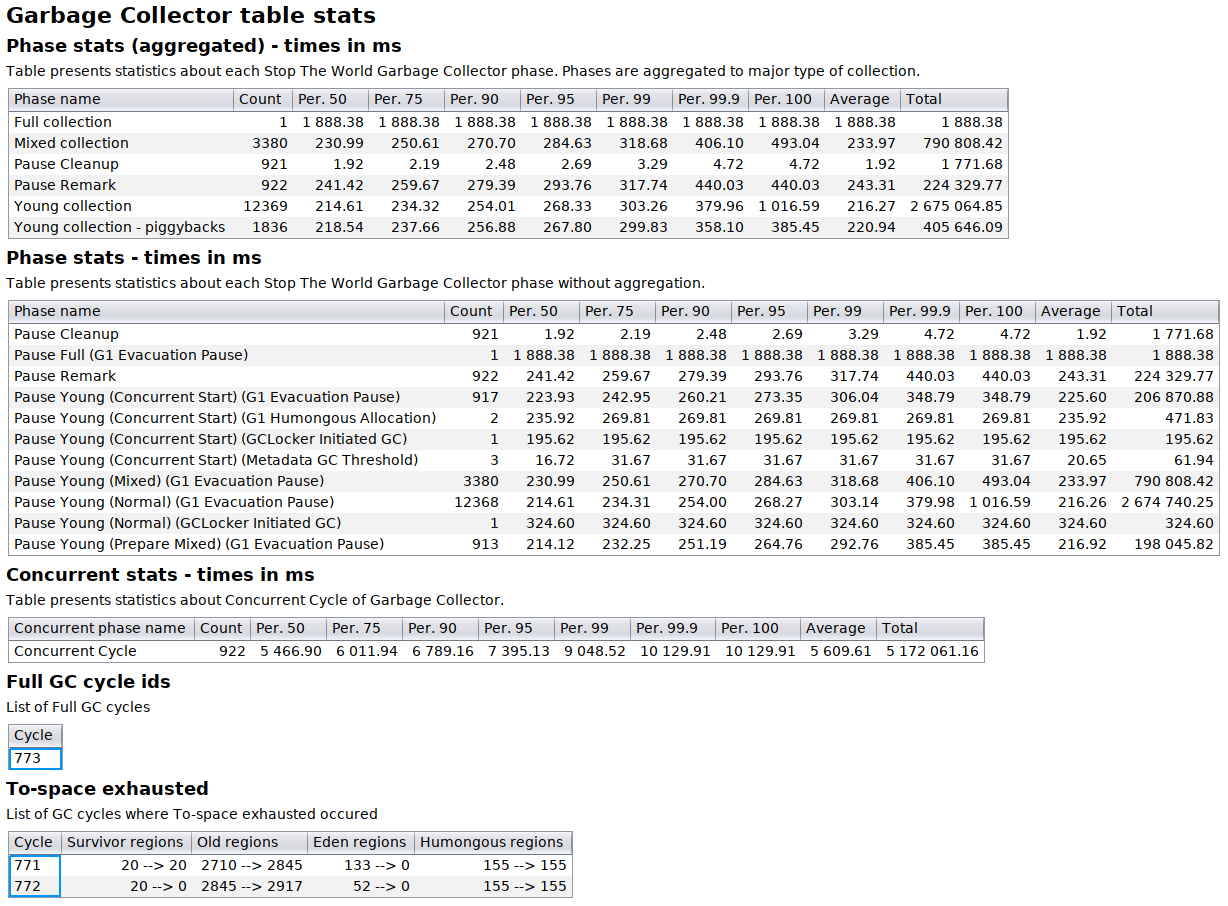 Garbage Collector table stats
Phase stats (aggregated) - times in ms
Table presents statistics about each Stop The World Garbage Collector phase. Phases are aggregated to major type of collection.
Phase name Count Per. 50 Per. 75 Per. 90 Per. 95 Per. 99 Per. 99.9 Per. 100 Average Total
Full collection 1 1 888.38 1 888.38 1 888.38 1 888.38 1 888.38 1 888.38 1 888.38 1 888.38 1 888.38
Mixed collection 3380 230.99 250.61 270.70 284.63 318.68 406.10 493.04 233.97 790 808.42
Pause Cleanup 921 1.92 2.19 2.48 2.69 3.29 4.72 4.72 1.92 1 771.68
Pause Remark 922 241.42 259.67 279.39 293.76 317.74 440.03 440.03 243.31 224 329.77
Young collection 12369 214.61 234.32 254.01 268.33 303.26 379.96 1 016.59 216.27 2 675 064.85
Young collection - piggybacks 1836 218.54 237.66 256.88 267.80 299.83 358.10 385.45 220.94 405 646.09
Phase stats - times in ms
Table presents statistics about each Stop The World Garbage Collector phase without aggregation.
Phase name Count Per. 50 Per. 75 Per. 90 Per. 95 Per. 99 Per. 99.9 Per. 100 Average Total
Pause Cleanup 921 1.92 2.19 2.48 2.69 3.29 4.72 4.72 1.92 1 771.68
Pause Full (G1 Evacuation Pause) 1 1 888.38 1 888.38 1 888.38 1 888.38 1 888.38 1 888.38 1 888.38 1 888.38 1 888.38
Pause Remark 922 241.42 259.67 279.39 293.76 317.74 440.03 440.03 243.31 224 329.77
Pause Young (Concurrent Start) (G1 Evacuation Pause) 917 223.93 242.95 260.21 273.35 306.04 348.79 348.79 225.60 206 870.88
Pause Young (Concurrent Start) (G1 Humongous Allocation) 2 235.92 269.81 269.81 269.81 269.81 269.81 269.81 235.92 471.83
Pause Young (Concurrent Start) (GCLocker Initiated GC) 1 195.62 195.62 195.62 195.62 195.62 195.62 195.62 195.62 195.62
Pause Young (Concurrent Start) (Metadata GC Threshold) 3 16.72 31.67 31.67 31.67 31.67 31.67 31.67 20.65 61.94
Pause Young (Mixed) (G1 Evacuation Pause) 3380 230.99 250.61 270.70 284.63 318.68 406.10 493.04 233.97 790 808.42
Pause Young (Normal) (G1 Evacuation Pause) 12368 214.61 234.31 254.00 268.27 303.14 379.98 1 016.59 216.26 2 674 740.25
Pause Young (Normal) (GCLocker Initiated GC) 1 324.60 324.60 324.60 324.60 324.60 324.60 324.60 324.60 324.60
Pause Young (Prepare Mixed) (G1 Evacuation Pause) 913 214.12 232.25 251.19 264.76 292.76 385.45 385.45 216.92 198 045.82
Concurrent stats - times in ms
Table presents statistics about Concurrent Cycle of Garbage Collector.
Concurrent phase name Count Per. 50 Per. 75 Per. 90 Per. 95 Per. 99 Per. 99.9 Per. 100 Average Total
Concurrent Cycle 922 5 466.90 6 011.94 6 789.16 7 395.13 9 048.52 10 129.91 10 129.91 5 609.61 5 172 061.16
Full GC cycle ids
List of Full GC cycles
Cycle
773
To-space exhausted
List of GC cycles where To-space exhausted occured
Cycle Survivor regions Old regions Eden regions Humongous regions
771 20 --> 20 2710 --> 2845 133 --> 0 155 --> 155
772 20 --> 0 2845 --> 2917 52 --> 0 155 --> 155